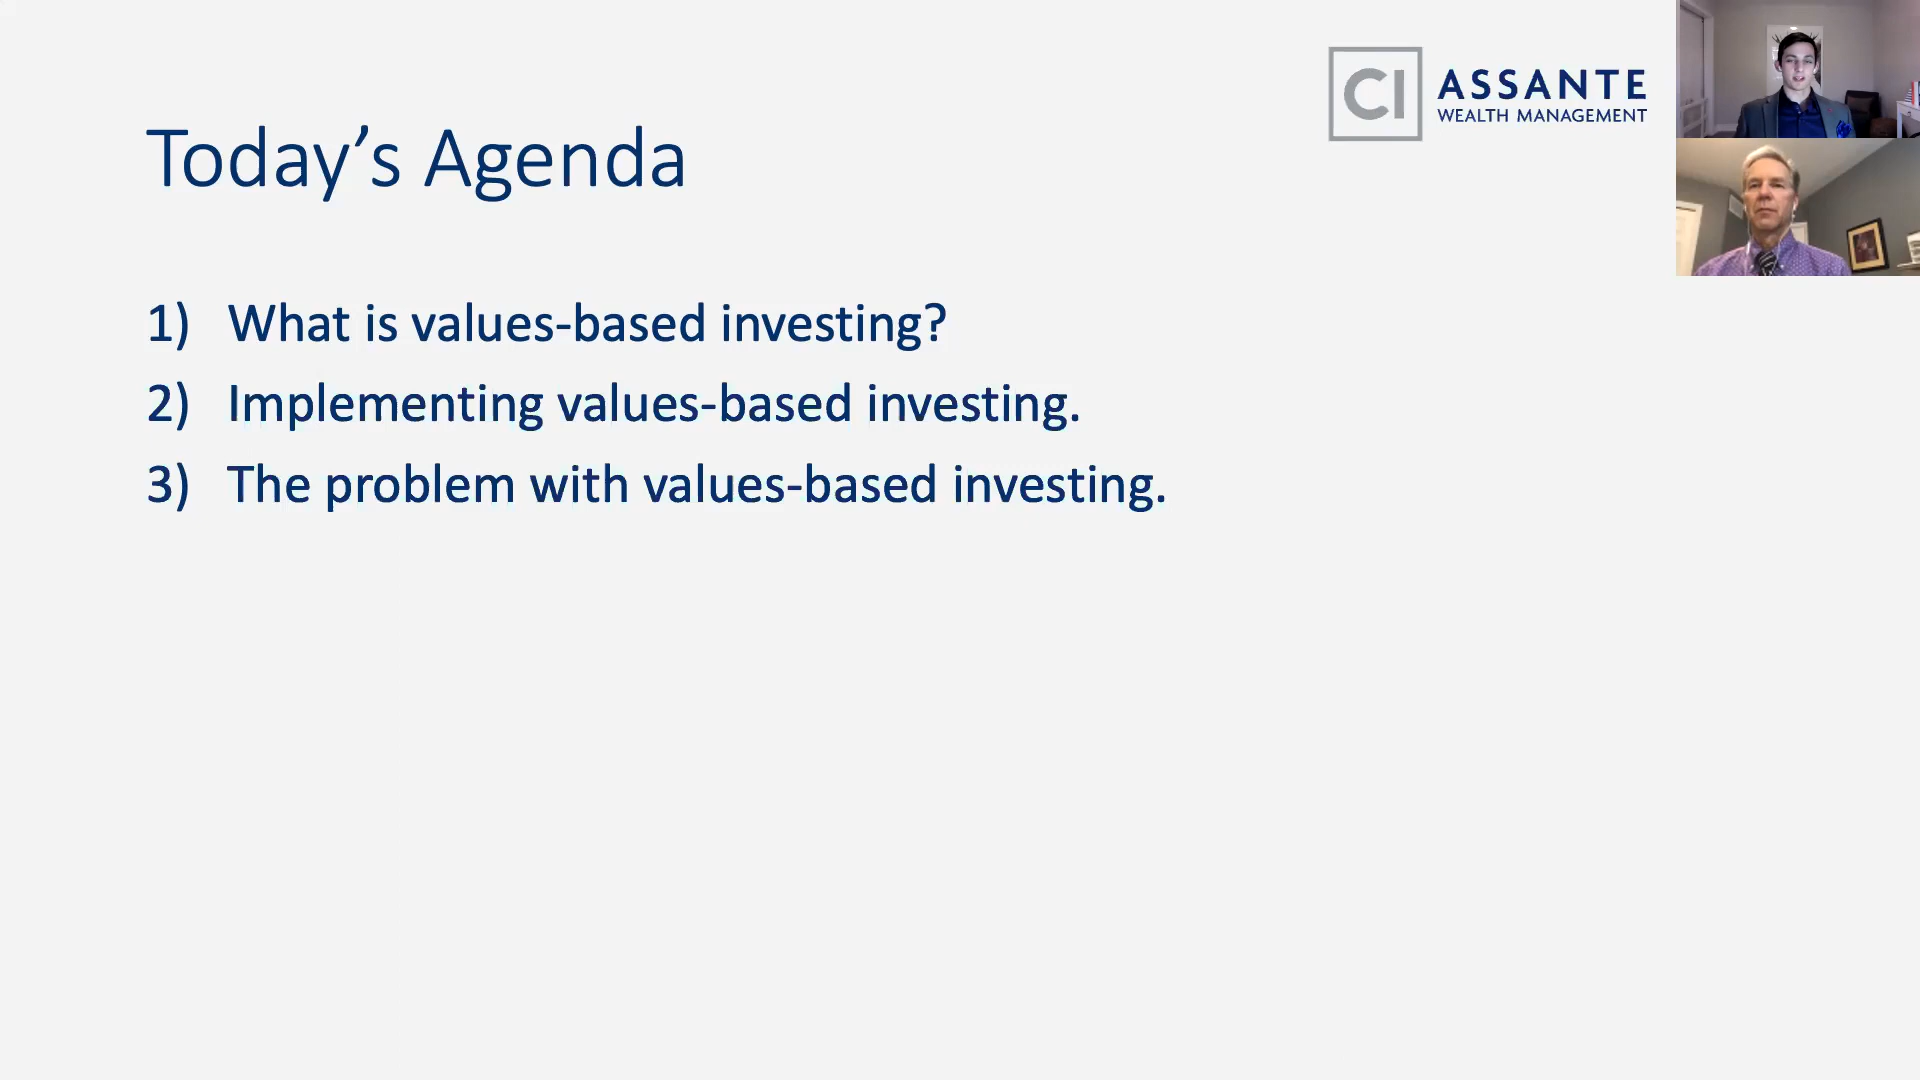 CI ASSANTE
WEALTH MANAGEMENT
Today’s Agenda
1) What is values-based investing?
2) Implementing values-based investing.
3) The problem with values-based investing.